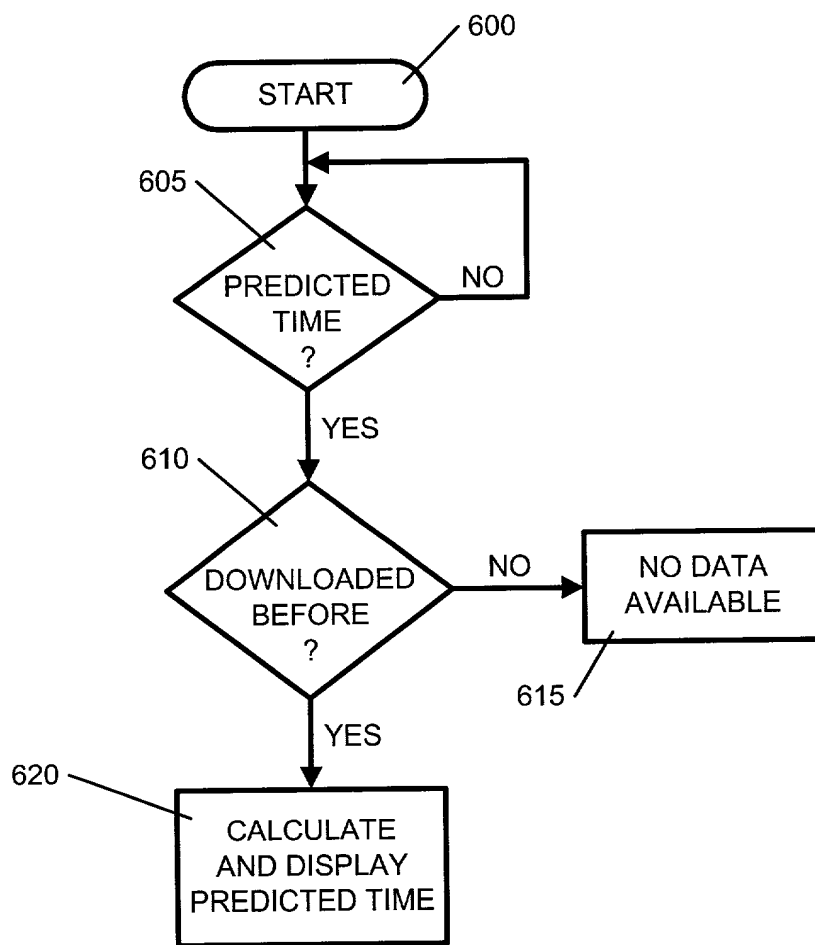 600
START
605
PREDICTED
TIME
?
NO
YES
610
DOWNLOADED
BEFORE
?
NO
NO DATA
AVAILABLE
615
YES
620
CALCULATE
AND DISPLAY
PREDICTED TIME